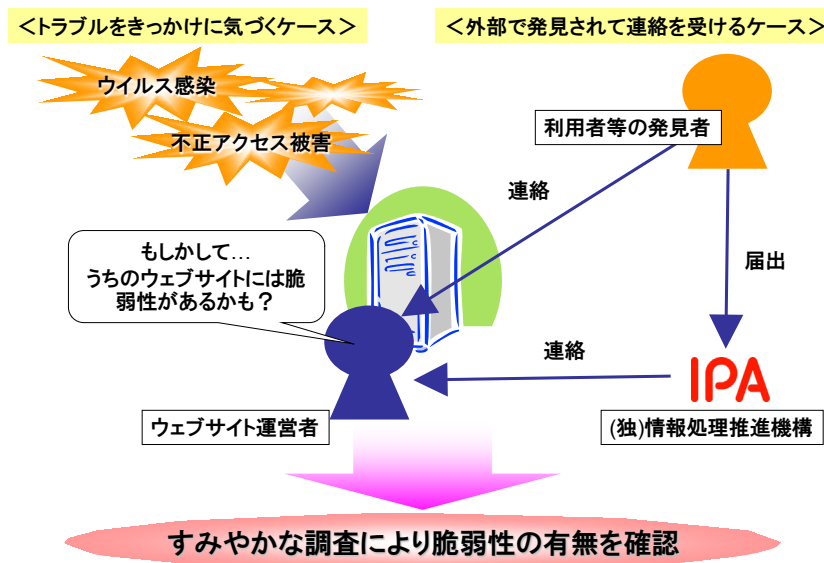 ＜トラブルをきっかけに気づくケース＞
＜外部で発見されて連絡を受けるケース＞
ウイルス感染
不正アクセス被害
利用者等の発見者
連絡
届出
もしかして…
うちのウェブサイトには脆
弱性があるかも？
連絡
IPA
ウェブサイト運営者
(独)情報処理推進機構
すみやかな調査により脆弱性の有無を確認